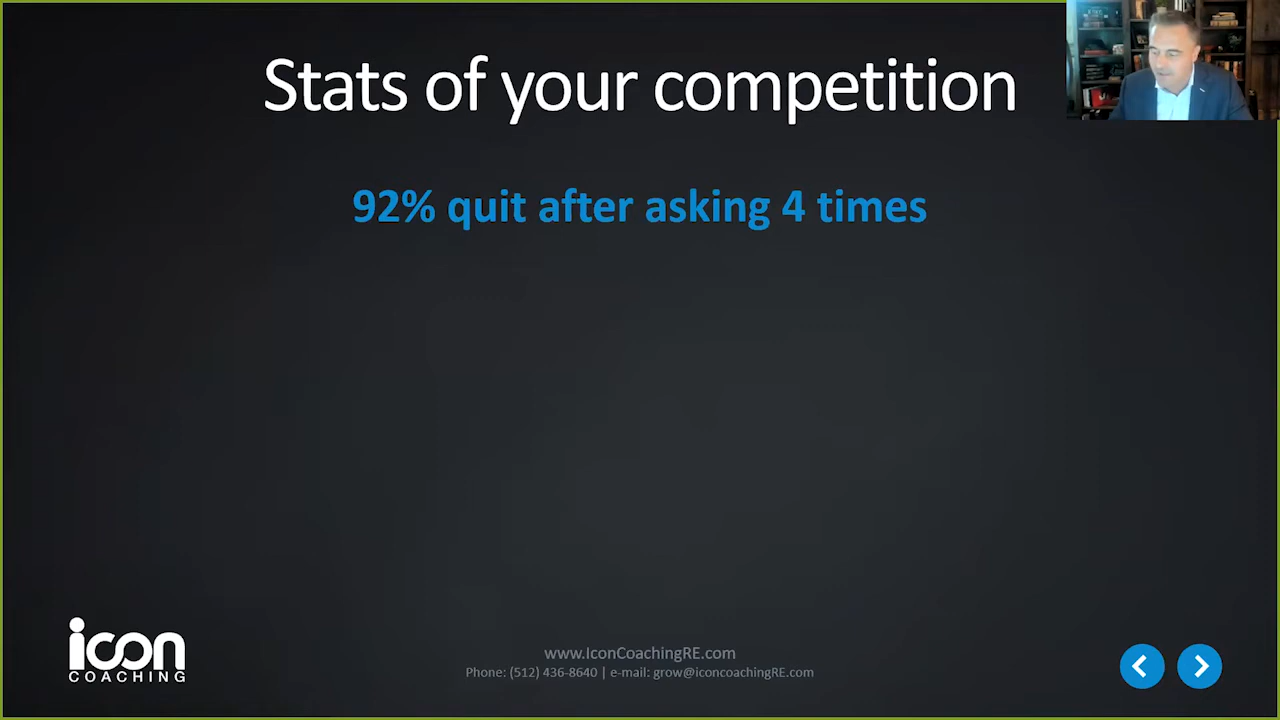 Stats of your competition
92% quit after asking 4 times
icon
COACHING
www.IconCoachingRE.com
Phone: (512) 436-8640 | e-mail: grow@iconcoachingRE.com